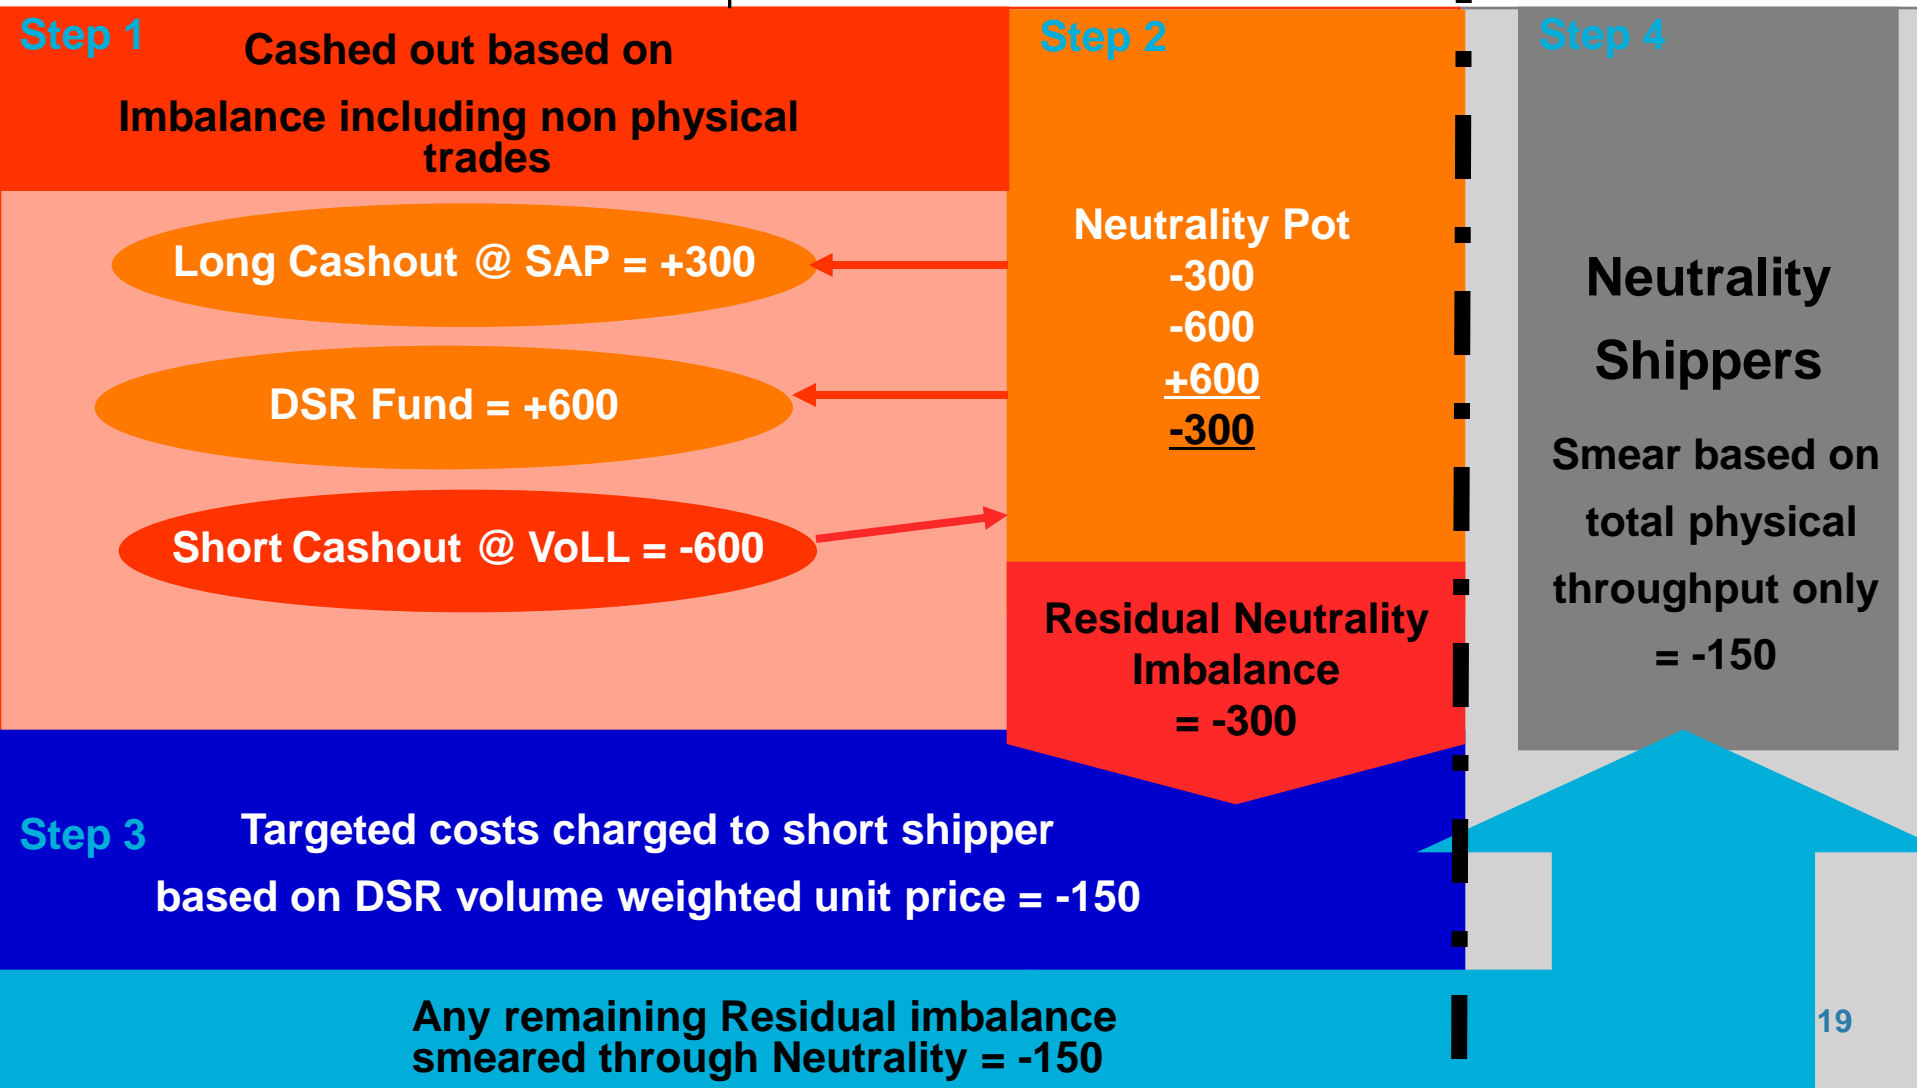 Step 1
Cashed out based on
Imbalance including non physical
trades
Long Cashout @ SAP = +300
DSR Fund = +600
Short Cashout @ VoLL = -600
Step 2
Neutrality Pot
-300
-600
+600
-300
Residual Neutrality
Imbalance
= -300
Step 3
Targeted costs charged to short shipper
based on DSR volume weighted unit price = -150
Any remaining Residual imbalance
smeared through Neutrality = -150
Step 4
Neutrality
Shippers
Smear based on
total physical
throughput only
= -150
19